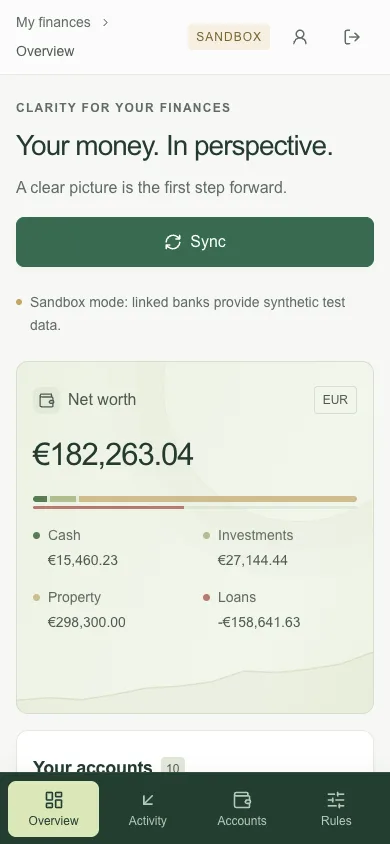 My finances
SANDBOX
Overview
CLARITY FOR YOUR FINANCES
Your money. In perspective.
A clear picture is the first step forward.
Sync
Sandbox mode: linked banks provide synthetic test
data.
Net worth
EUR
€182,263.04
Cash
€15,460.23
Investments
€27,144.44
Property
€298,300.00
Loans
-€158,641.63
Your accounts 10
Overview
Activity
Accounts
Rules